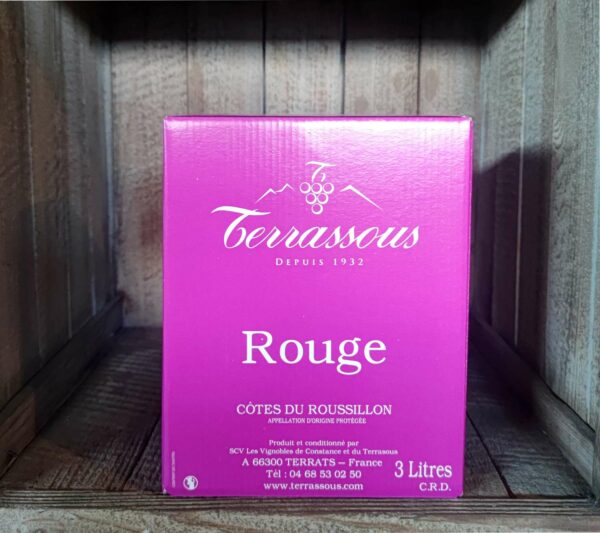 Terrassous
DEPUIS 1932
Rouge
CÔTES DU ROUSSILLON
APPELLATION D'ORIGINE PROTÉGÉE
Produit et conditionné par
SCV Les Vignobles de Constance et du Terrassous
A 66300 TERRATS – France
Tél : 04 68 53 02 50
www.terrassous.com
3 Litres
C.R.D.